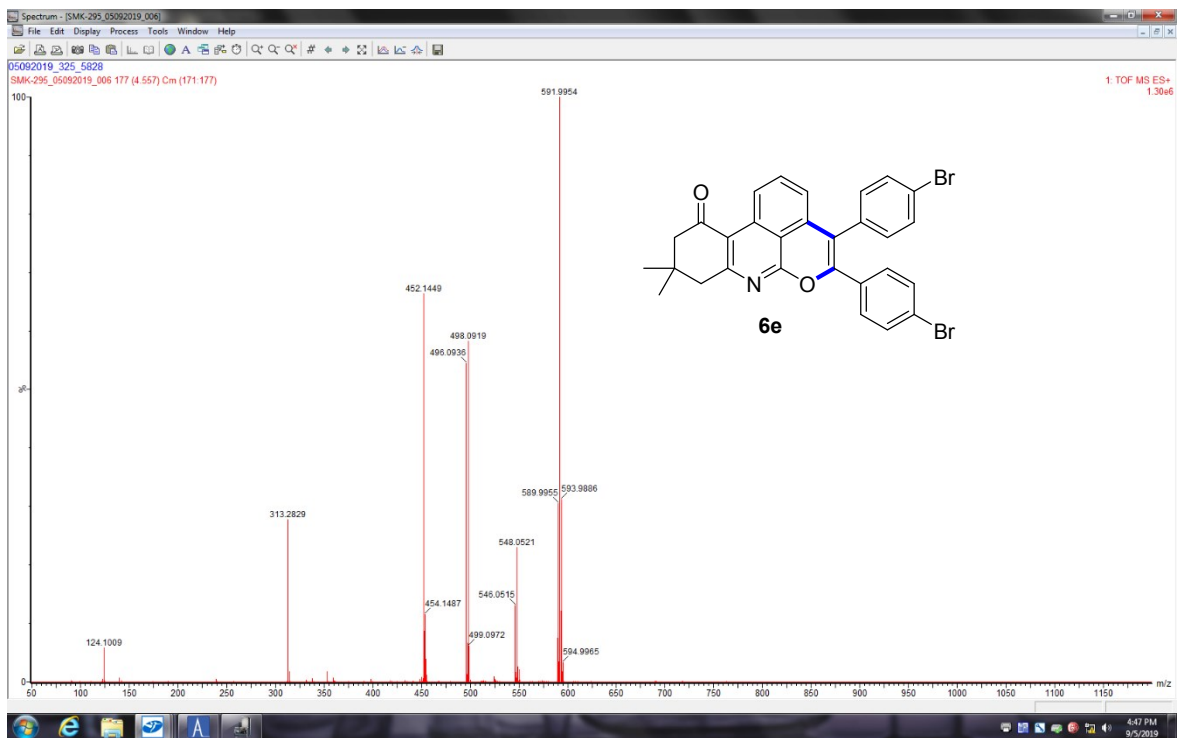 Spectrum - [SMK-295_05092019_006]
File Edit Display Process Tools Window Help
05092019_325_5828
SMK-295_05092019_006 177 (4.557) Cm (171:177)
1: TOF MS ES+
1.30e6
100
%
0
591.9954
452.1449
498.0919
496.0936
589.9955
593.9886
313.2829
548.0521
546.0515
454.1487
499.0972
594.9965
124.1009
O
Br
N
O
Br
6e
50 100 150 200 250 300 350 400 450 500 550 600 650 700 750 800 850 900 950 1000 1050 1100 1150 m/z
4:47 PM
9/5/2019